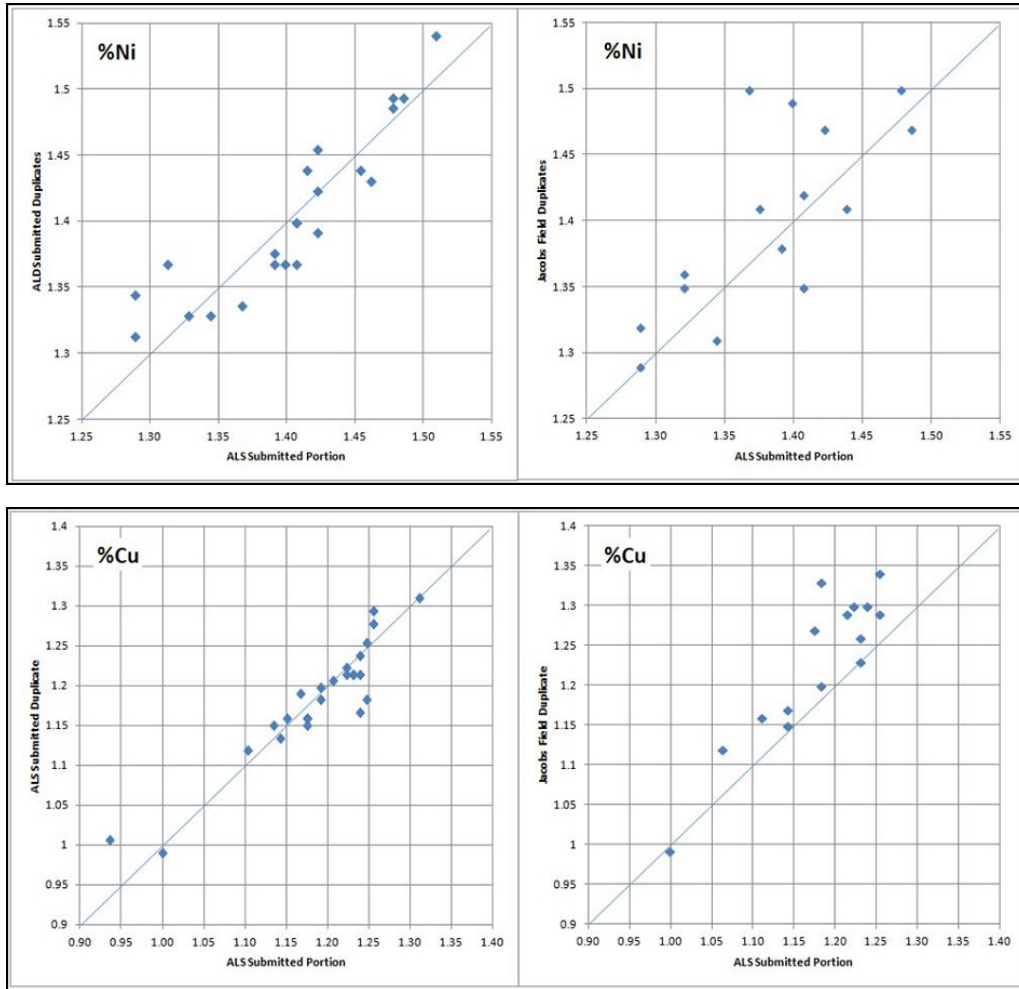 %Ni
1.55
1.5
1.45
1.4
1.35
1.3
1.25
1.25 1.30 1.35 1.40 1.45 1.50 1.55
ALD Submitted Duplicates
ALS Submitted Portion
%Ni
1.55
1.5
1.45
1.4
1.35
1.3
1.25
1.25 1.30 1.35 1.40 1.45 1.50 1.55
Jacobs Field Duplicates
ALS Submitted Portion
%Cu
1.4
1.35
1.3
1.25
1.2
1.15
1.1
1.05
1
0.95
0.9
0.90 0.95 1.00 1.05 1.10 1.15 1.20 1.25 1.30 1.35 1.40
ALS Submitted Duplicate
ALS Submitted Portion
%Cu
1.4
1.35
1.3
1.25
1.2
1.15
1.1
1.05
1
0.95
0.9
0.90 0.95 1.00 1.05 1.10 1.15 1.20 1.25 1.30 1.35 1.40
Jacobs Field Duplicate
ALS Submitted Portion